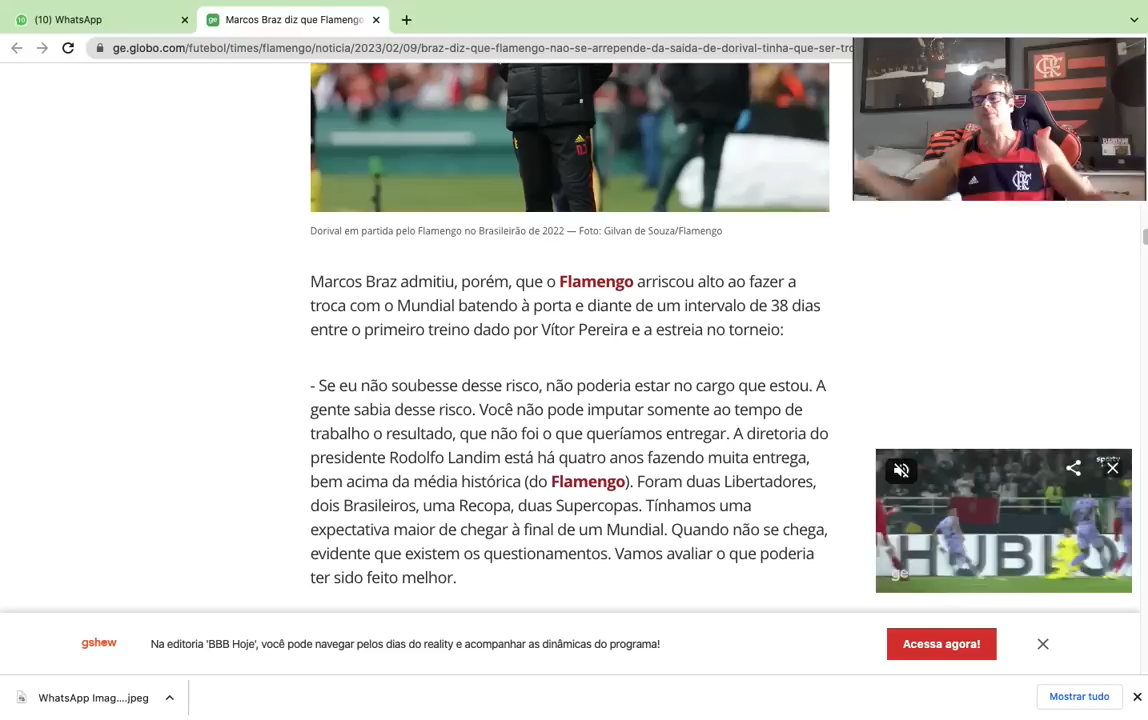 (10) WhatsApp
Marcos Braz diz que Flamengo
ge.globo.com/futebol/times/flamengo/noticia/2023/02/09/braz-diz-que-flamengo-nao-se-arrepende-da-saida-de-dorival-tinha-que-ser-tro
Dorival em partida pelo Flamengo no Brasileirão de 2022 — Foto: Gilvan de Souza/Flamengo
Marcos Braz admitiu, porém, que o Flamengo arriscou alto ao fazer a
troca com o Mundial batendo à porta e diante de um intervalo de 38 dias
entre o primeiro treino dado por Vítor Pereira e a estreia no torneio:
- Se eu não soubesse desse risco, não poderia estar no cargo que estou. A
gente sabia desse risco. Você não pode imputar somente ao tempo de
trabalho o resultado, que não foi o que queríamos entregar. A diretoria do
presidente Rodolfo Landim está há quatro anos fazendo muita entrega,
bem acima da média histórica (do Flamengo). Foram duas Libertadores,
dois Brasileiros, uma Recopa, duas Supercopas. Tínhamos uma
expectativa maior de chegar à final de um Mundial. Quando não se chega,
evidente que existem os questionamentos. Vamos avaliar o que poderia
ter sido feito melhor.
HUBL
ge
gshow
Na editoria 'BBB Hoje', você pode navegar pelos dias do reality e acompanhar as dinâmicas do programa!
Acessa agora!
WhatsApp Imag....jpeg
Mostrar tudo